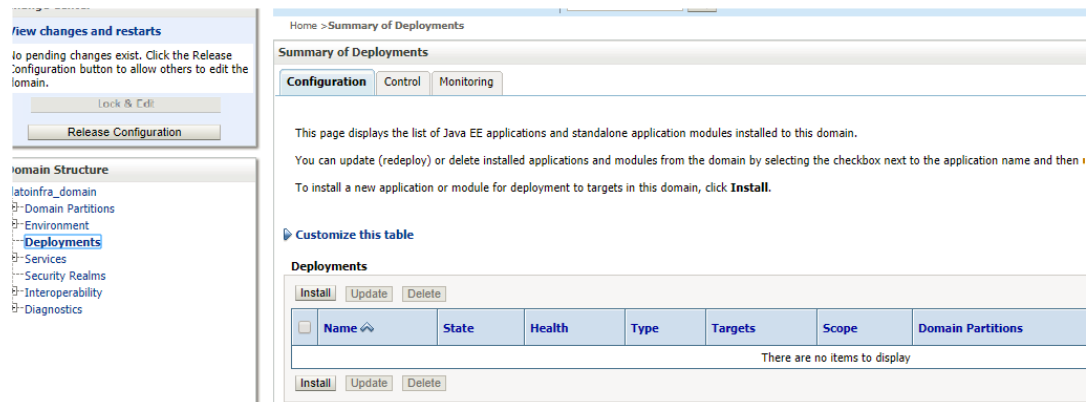 View changes and restarts
No pending changes exist. Click the Release
Configuration button to allow others to edit the
domain.
Lock & Edit
Release Configuration
Domain Structure
latoinfra_domain
Domain Partitions
Environment
Deployments
Services
Security Realms
Interoperability
Diagnostics
Home >Summary of Deployments
Summary of Deployments
Configuration Control Monitoring
This page displays the list of Java EE applications and standalone application modules installed to this domain.
You can update (redeploy) or delete installed applications and modules from the domain by selecting the checkbox next to the application name and then
To install a new application or module for deployment to targets in this domain, click Install.
Customize this table
Deployments
Install Update Delete
Name State Health Type Targets Scope Domain Partitions
There are no items to display
Install Update Delete